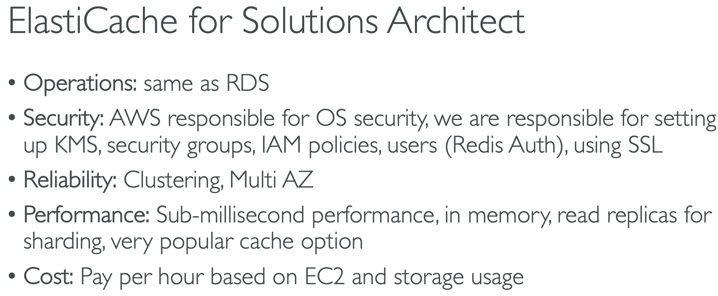 ElastiCache for Solutions Architect
• Operations: same as RDS
• Security: AWS responsible for OS security, we are responsible for setting
up KMS, security groups, IAM policies, users (Redis Auth), using SSL
• Reliability: Clustering, Multi AZ
• Performance: Sub-millisecond performance, in memory, read replicas for
sharding, very popular cache option
• Cost: Pay per hour based on EC2 and storage usage